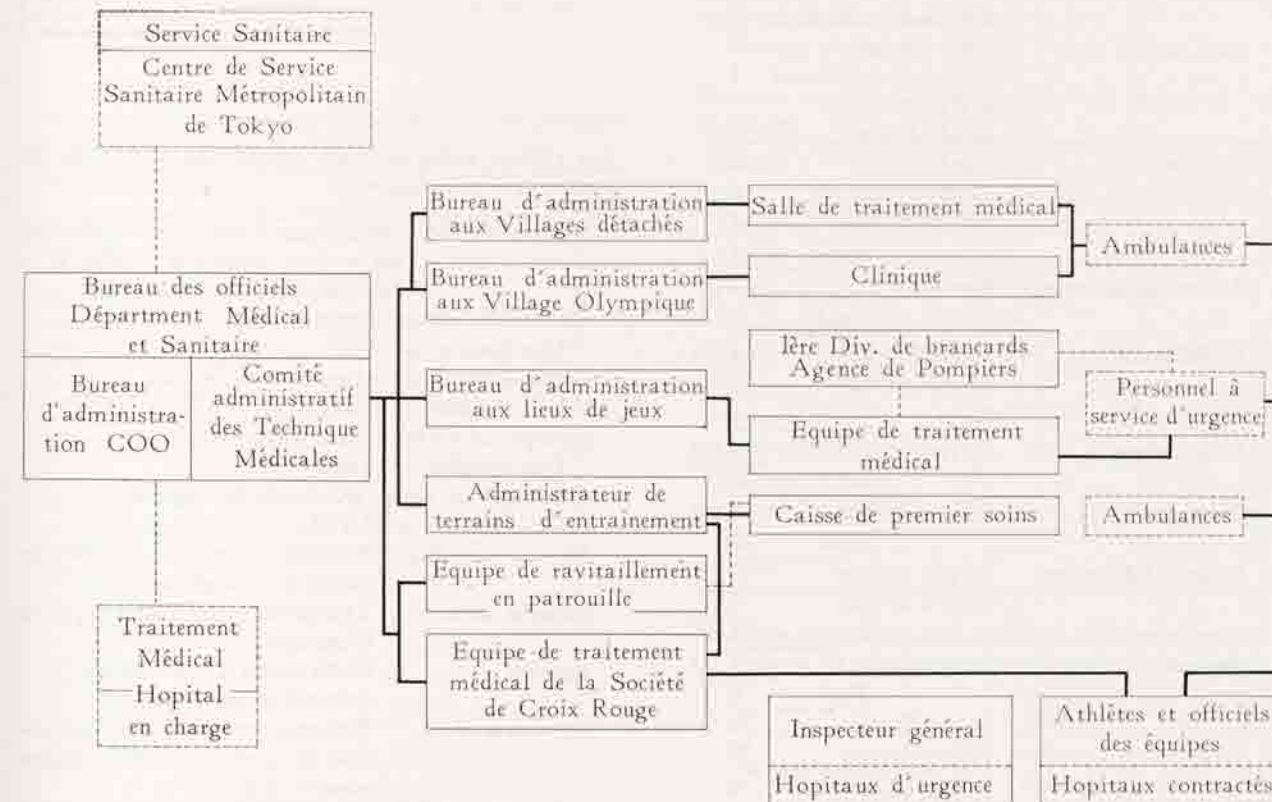 Service Sanitaire
Centre de Service
Sanitaire Métropolitain
de Tokyo
Bureau des officiels
Départment Médical
et Sanitaire
Bureau
d'administra-
tion COO
Comité
administratif
des Technique
Médicales
Traitement
Médical
Hopital
en charge
Bureau d'administration
aux Villages détachés
Bureau d'administration
aux Village Olympique
Bureau d'administration
aux lieux de jeux
Administrateur de
terrains d'entrainement
Equipe de ravitaillement
en patrouille
Equipe de traitement
médical de la Société
de Croix Rouge
Salle de traitement médical
Clinique
1ère Div. de brancards
Agence de Pompiers
Equipe de traitement
médical
Caisse de premier soins
Ambulances
Personnel à
service d'urgence
Ambulances
Inspecteur général
Hopitaux d'urgence
Athlètes et officiels
des équipes
Hopitaux contractés